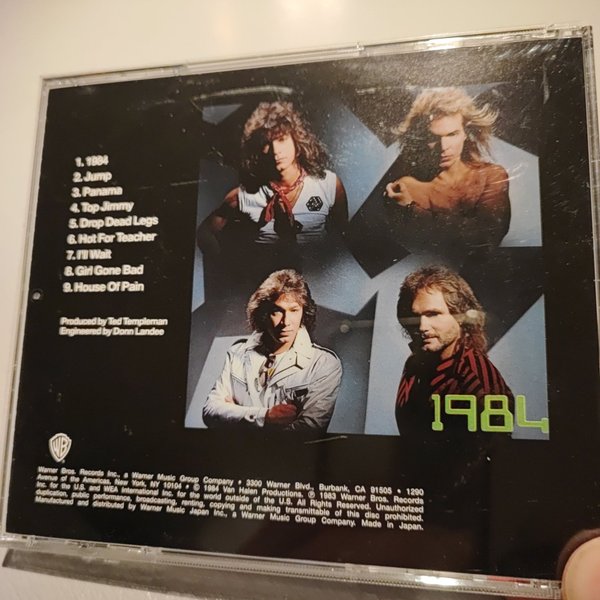 1. 1984
2. Jump
3. Panama
4. Top Jimmy
5. Drop Dead Legs
6. Hot For Teacher
7. I'll Wait
8. Girl Gone Bad
9. House Of Pain
Produced by Ted Templeman
Engineered by Donn Landee
1984
WB
Warner Bros. Records Inc., a Warner Music Group Company • 3300 Warner Blvd., Burbank, CA 91505 • 1290
Avenue of the Americas, New York, NY 10104 • © 1984 Van Halen Productions. ℗ 1983 Warner Bros. Records
Inc. for the U.S. and WEA International Inc. for the world outside of the U.S. All Rights Reserved. Unauthorized
duplication, public performance, broadcasting, renting, copying and making transmittable of this disc prohibited.
Manufactured and distributed by Warner Music Japan Inc., a Warner Music Group Company. Made in Japan.